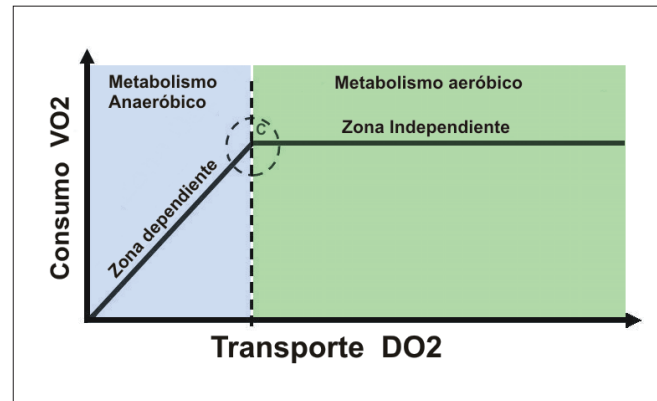 Metabolismo
Anaeróbico
Metabolismo aeróbico
Zona Independiente
C
Zona dependiente
Consumo VO2
Transporte DO2